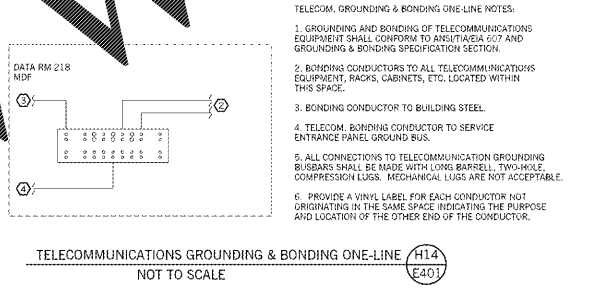 TELECOM, GROUNDING & BONDING ONE-LINE NOTES:
1. GROUNDING AND BONDING OF TELECOMMUNICATIONS
EQUIPMENT SHALL CONFORM TO ANSI/TIA/EIA 607 AND
GROUNDING & BONDING SPECIFICATION SECTION.
2. BONDING CONDUCTORS TO ALL TELECOMMUNICATIONS
EQUIPMENT, RACKS, CABINETS, ETC. LOCATED WITHIN
THIS SPACE.
3. BONDING CONDUCTOR TO BUILDING STEEL.
4. TELECOM. BONDING CONDUCTOR TO SERVICE
ENTRANCE PANEL GROUND BUS.
5. ALL CONNECTIONS TO TELECOMMUNICATION GROUNDING
BUSBARS SHALL BE MADE WITH LONG BARRELL, TWO-HOLE,
COMPRESSION LUGS. MECHANICAL LUGS ARE NOT ACCEPTABLE.
6. PROVIDE A VINYL LABEL FOR EACH CONDUCTOR NOT
ORIGINATING IN THE SAME SPACE INDICATING THE PURPOSE
AND LOCATION OF THE OTHER END OF THE CONDUCTOR.
DATA RM 218
MDF
3
2
4
TELECOMMUNICATIONS GROUNDING & BONDING ONE-LINE
NOT TO SCALE
H14
E401